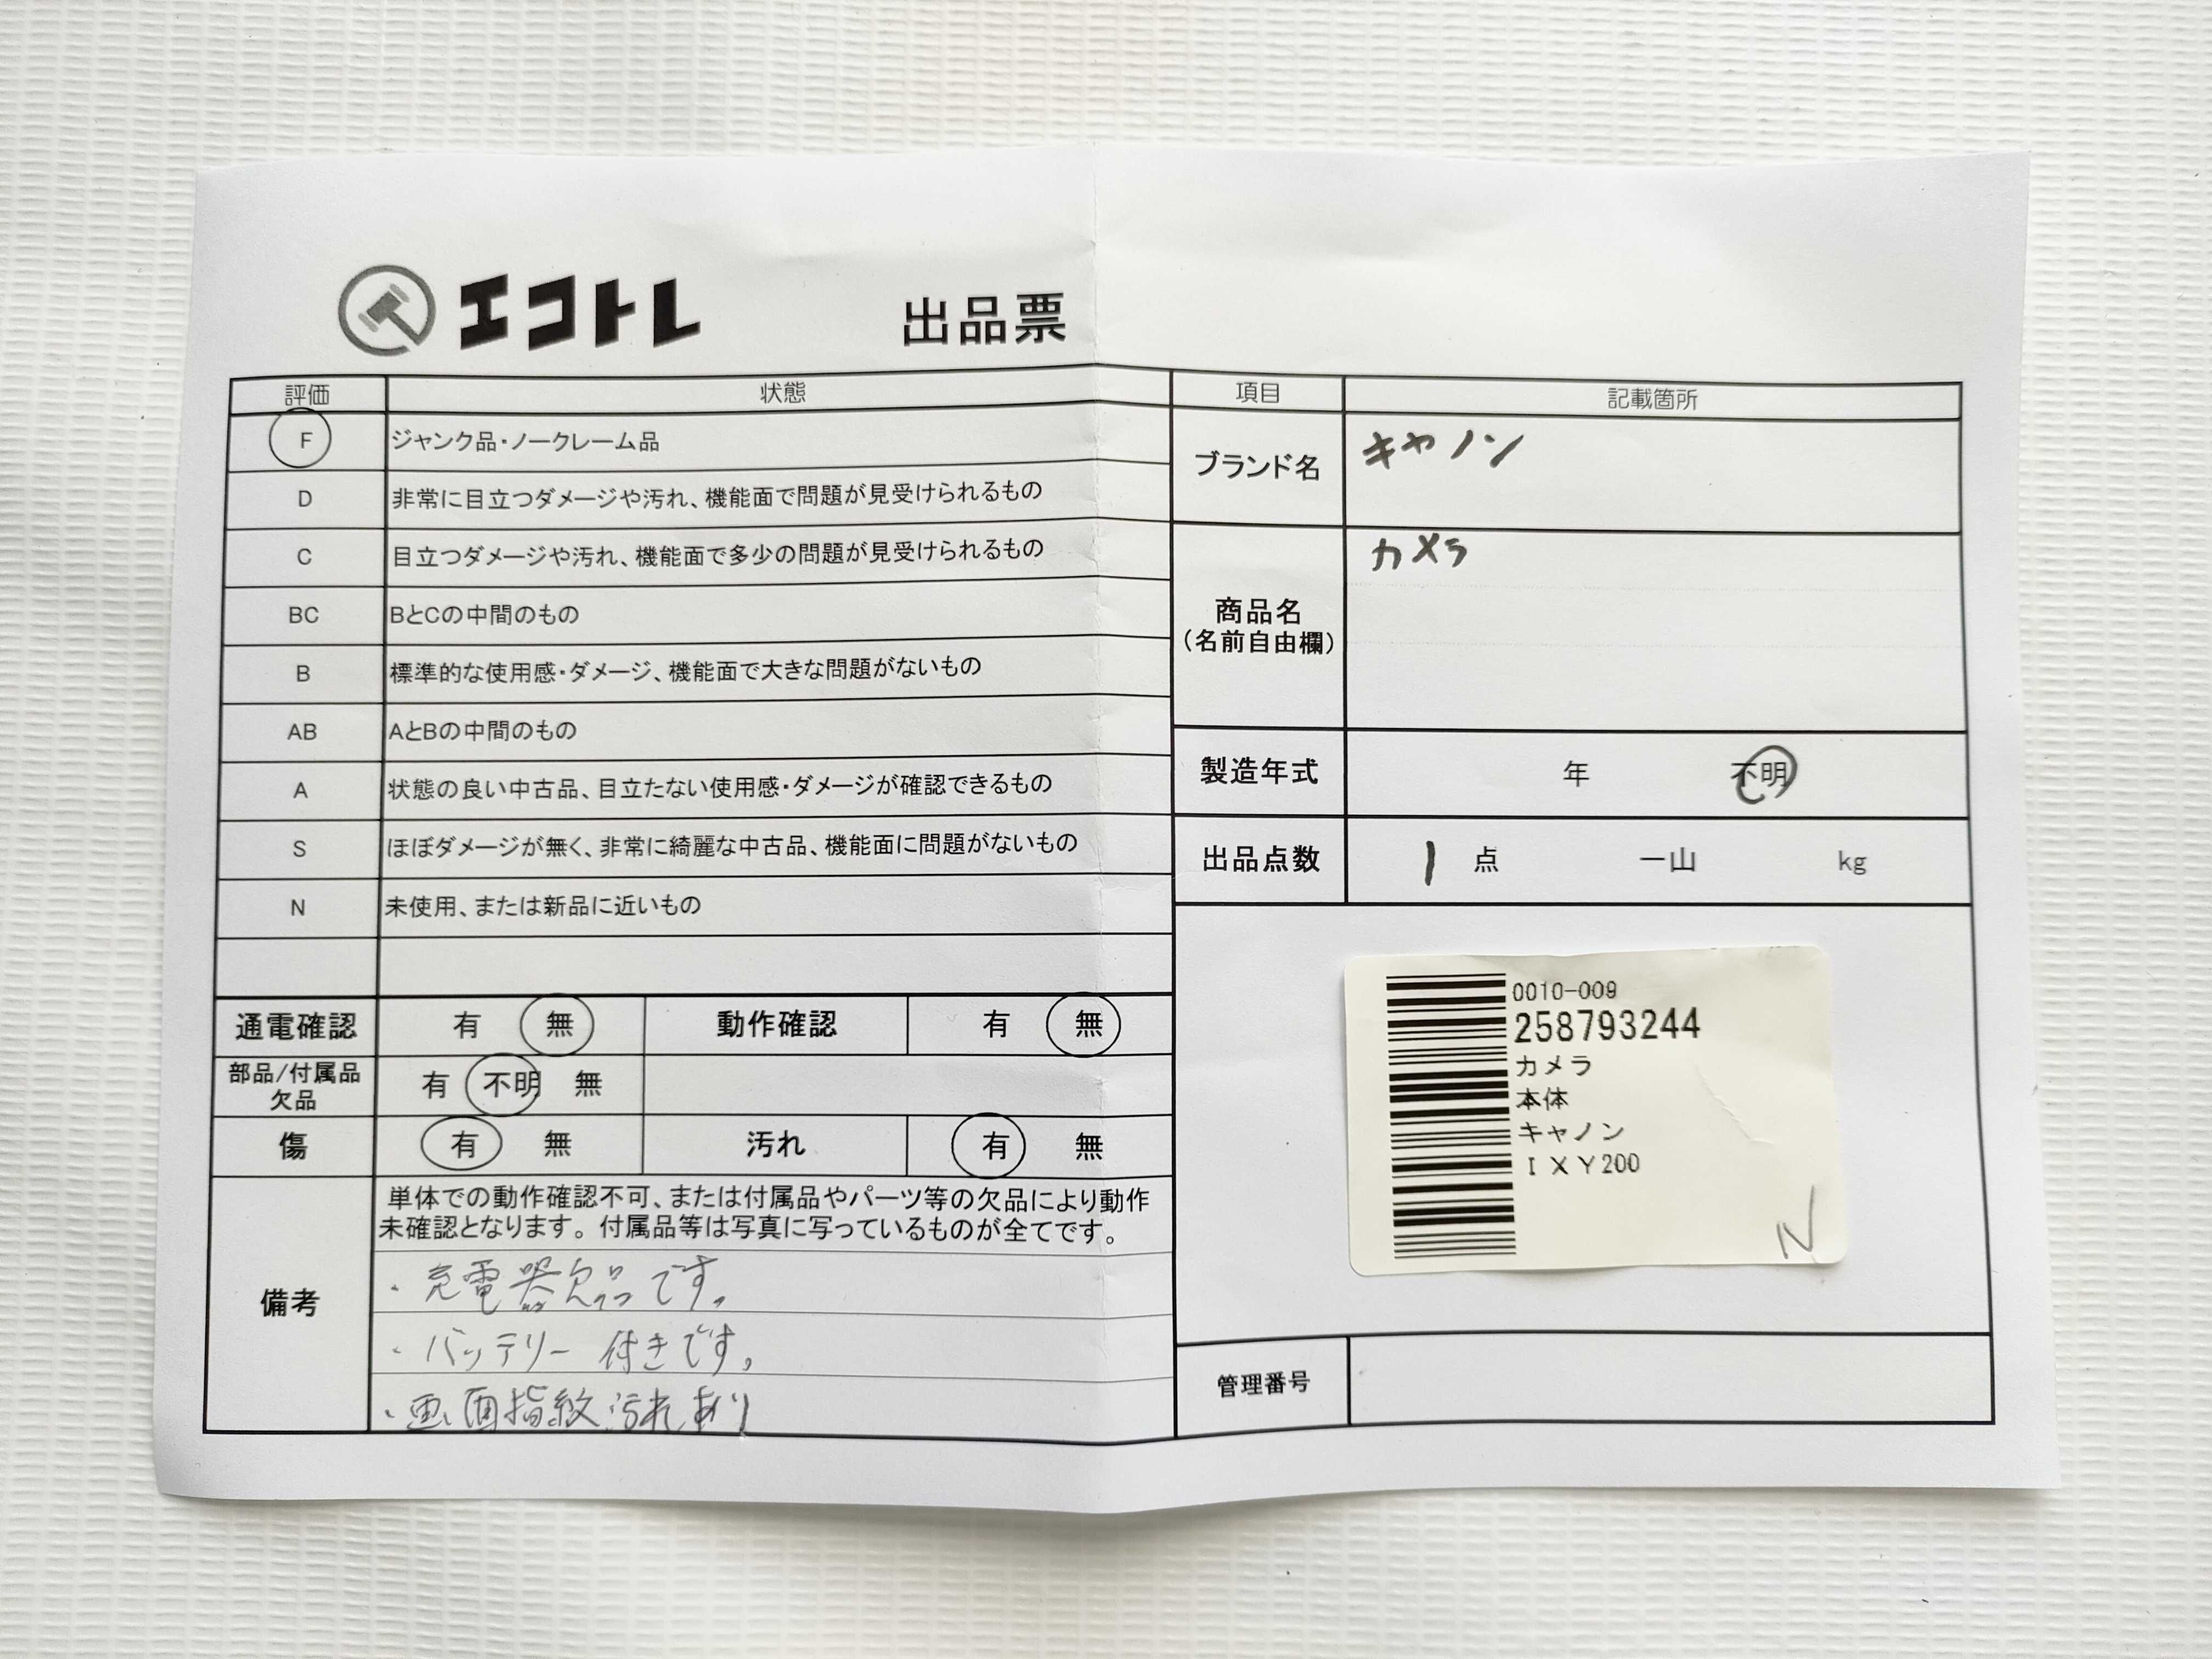 エコトレ 出品票
評価 状態
F ジャンク品・ノークレーム品
D 非常に目立つダメージや汚れ、機能面で問題が見受けられるもの
C 目立つダメージや汚れ、機能面で多少の問題が見受けられるもの
BC BとCの中間のもの
B 標準的な使用感・ダメージ、機能面で大きな問題がないもの
AB AとBの中間のもの
A 状態の良い中古品、目立たない使用感・ダメージが確認できるもの
S ほぼダメージが無く、非常に綺麗な中古品、機能面に問題がないもの
N 未使用、または新品に近いもの
通電確認 有 無 動作確認 有 無
部品/付属品 有 不明 無
欠品
傷 有 無 汚れ 有 無
備考
単体での動作確認不可、または付属品やパーツ等の欠品により動作
未確認となります。付属品等は写真に写っているものが全てです。
・充電器欠品です。
・バッテリー付きです。
・画面指紋汚れあり
項目 記載箇所
ブランド名 キヤノン
商品名 カメラ
(名前自由欄)
製造年式 年 不明
出品点数 1 点 一山 kg
0010-009
258793244
カメラ
本体
キャノン
ＩＸＹ200
N
管理番号